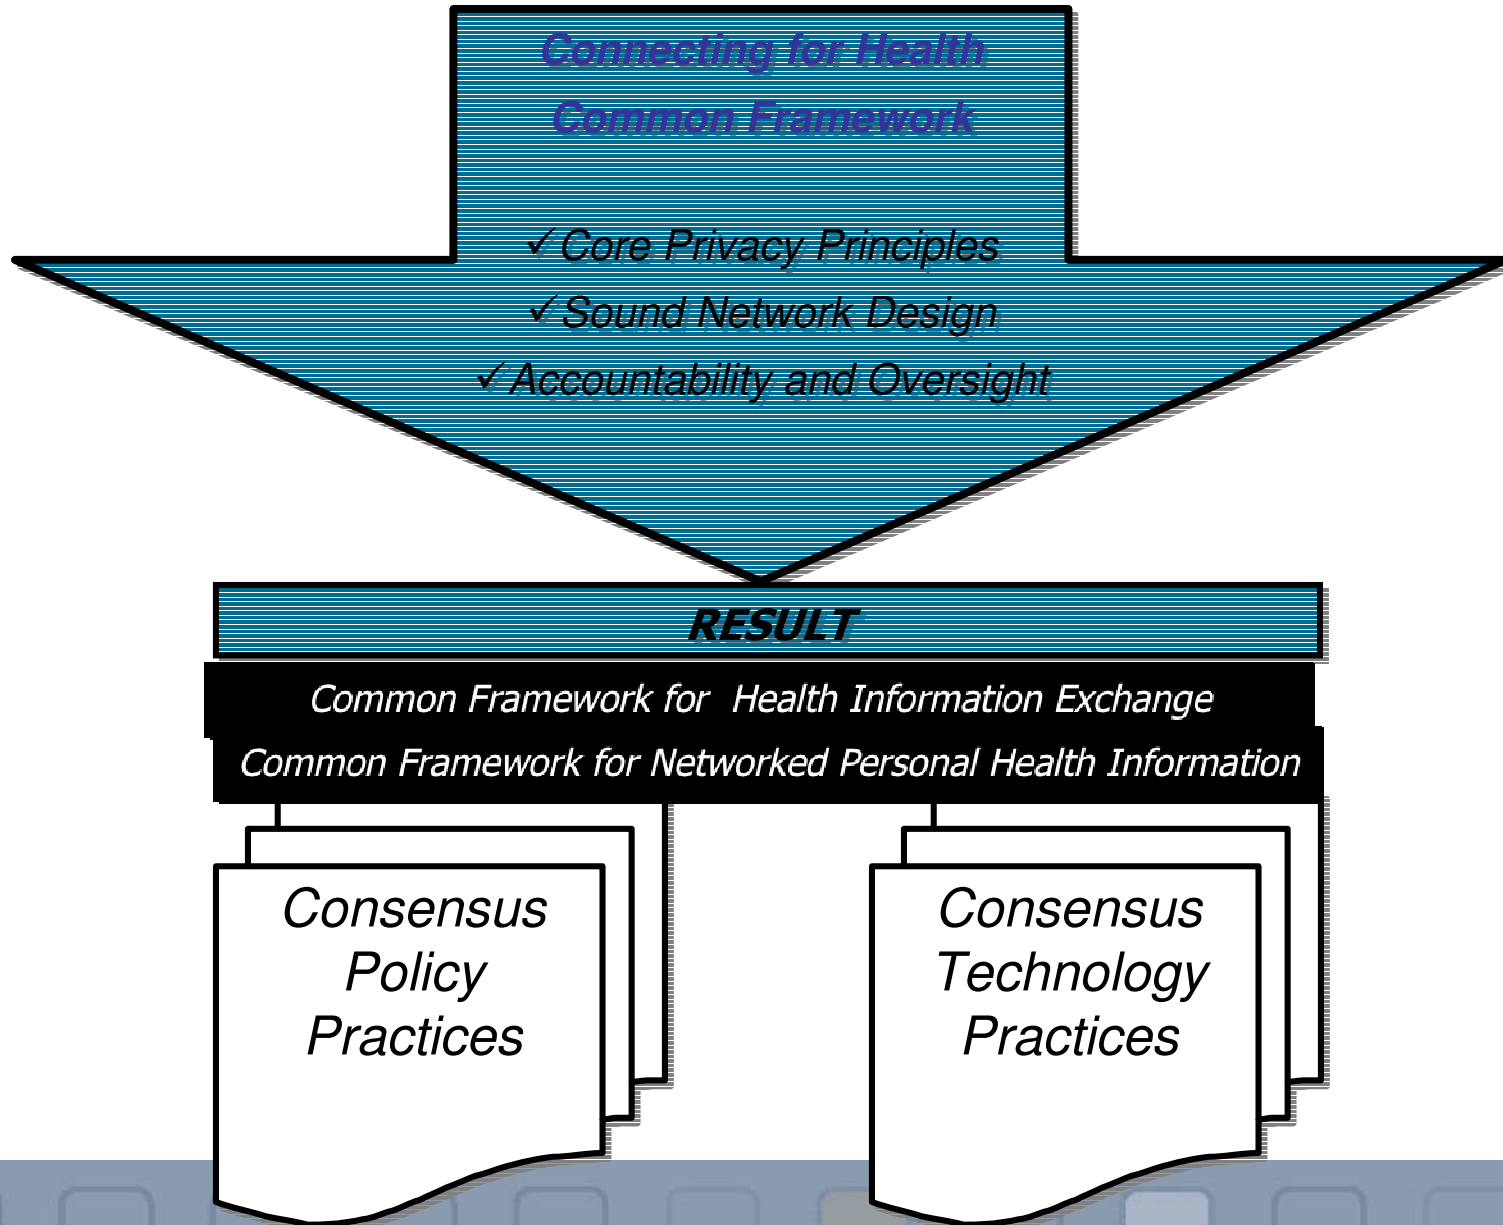 Connecting for Health
Common Framework
✓Core Privacy Principles
✓Sound Network Design
✓Accountability and Oversight
RESULT
Common Framework for Health Information Exchange
Common Framework for Networked Personal Health Information
Consensus
Policy
Practices
Consensus
Technology
Practices